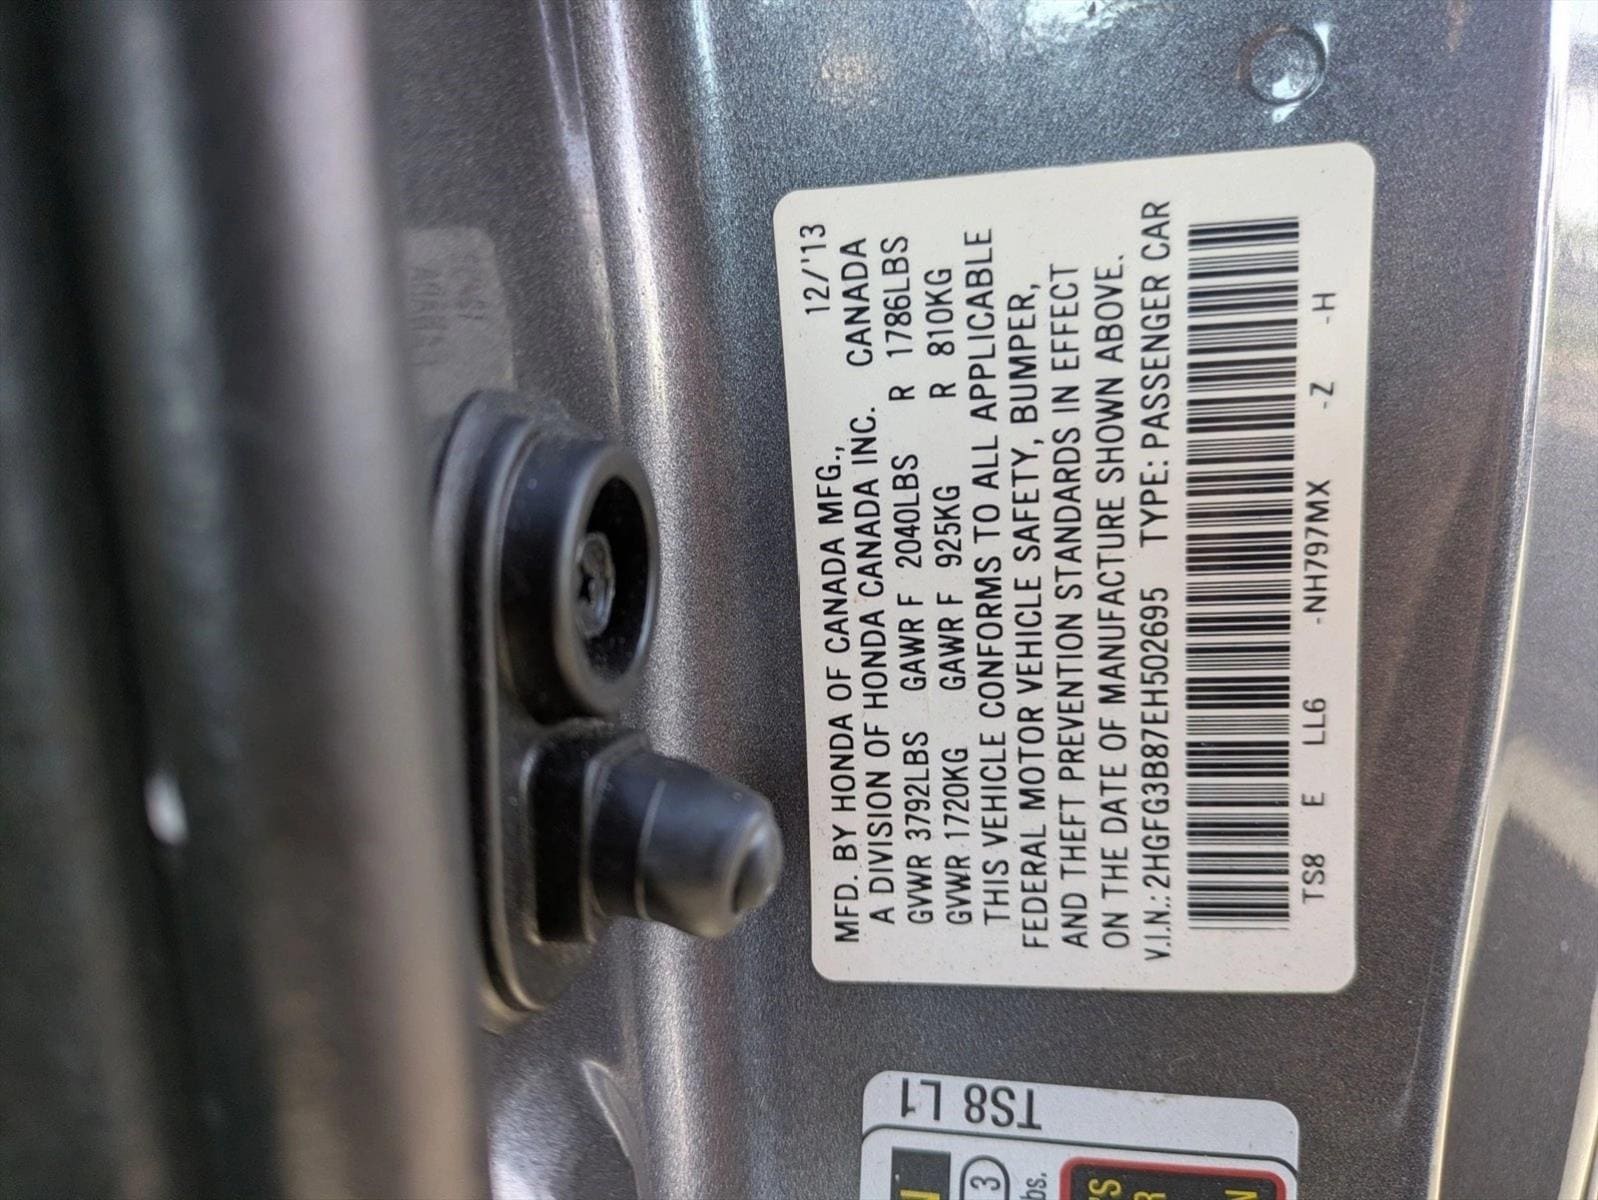 12/'13
MFD. BY HONDA OF CANADA MFG., CANADA
A DIVISION OF HONDA CANADA INC.
GVWR 3792LBS GAWR F 2040LBS R 1786LBS
GVWR 1720KG GAWR F 925KG R 810KG
THIS VEHICLE CONFORMS TO ALL APPLICABLE
FEDERAL MOTOR VEHICLE SAFETY, BUMPER,
AND THEFT PREVENTION STANDARDS IN EFFECT
ON THE DATE OF MANUFACTURE SHOWN ABOVE.
V.I.N.: 2HGFG3B87EH502695 TYPE: PASSENGER CAR
TS8 E LL6 -NH797MX -Z -H
TS8 L1
3